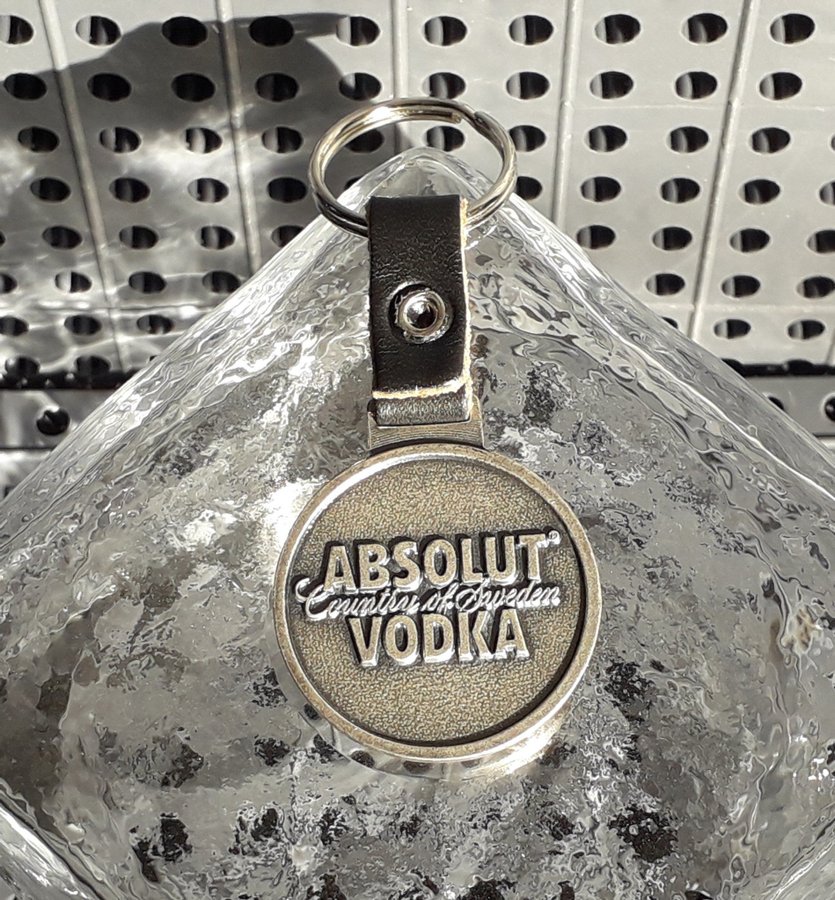 ABSOLUT®
Country of Sweden
VODKA